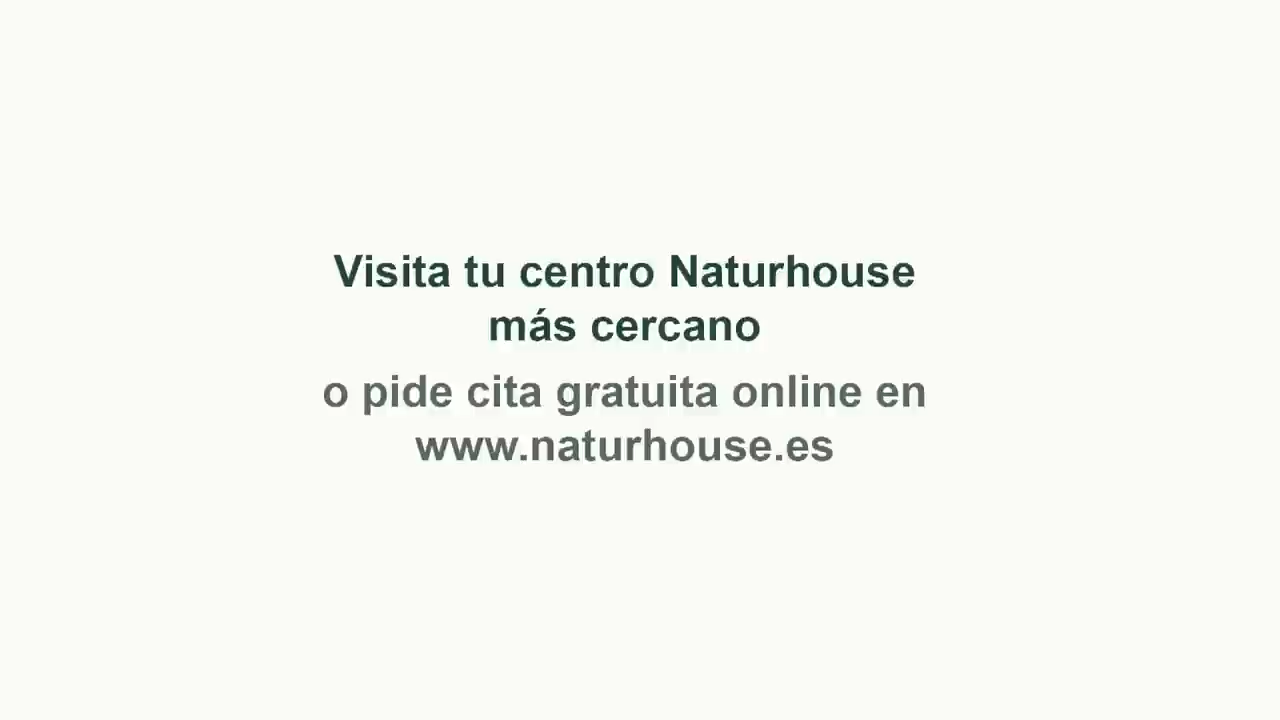 Visita tu centro Naturhouse
más cercano
o pide cita gratuita online en
www.naturhouse.es